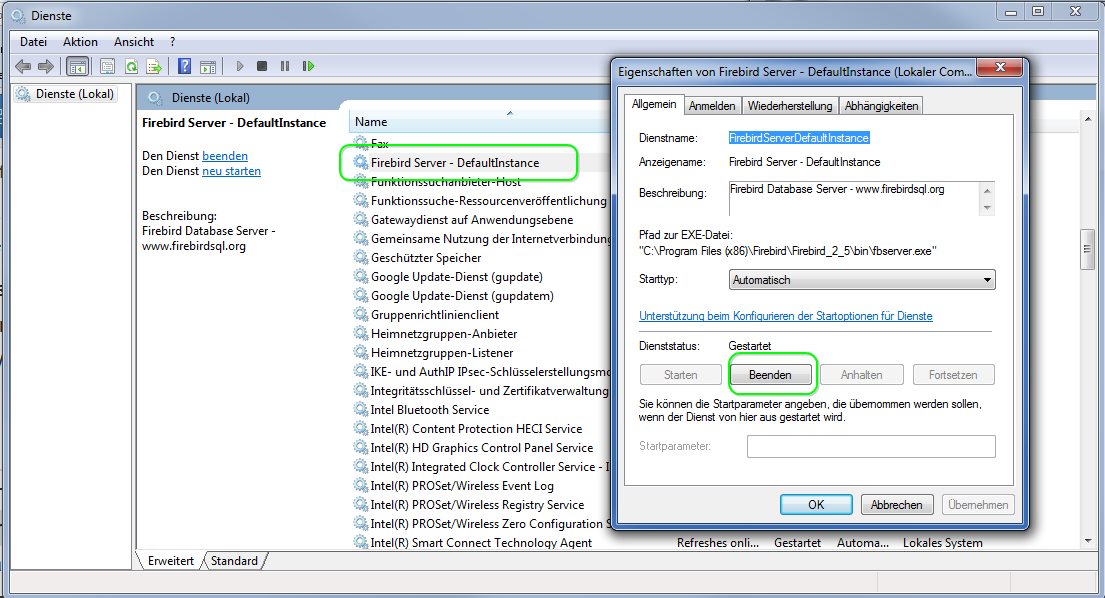 Dienste
Datei Aktion Ansicht ?
Dienste (Lokal)
Dienste (Lokal)
Firebird Server - DefaultInstance
Den Dienst beenden
Den Dienst neu starten
Beschreibung:
Firebird Database Server -
www.firebirdsql.org
Name
Fax
Firebird Server - DefaultInstance
Funktionssuchanbieter-Host
Funktionssuche-Ressourcenveröffentlichung
Gatewaydienst auf Anwendungsebene
Gemeinsame Nutzung der Internetverbindung
Geschützter Speicher
Google Update-Dienst (gupdate)
Google Update-Dienst (gupdatem)
Gruppenrichtlinienclient
Heimnetzgruppen-Anbieter
Heimnetzgruppen-Listener
IKE- und AuthIP IPsec-Schlüsselerstellungsmo
Integritätsschlüssel- und Zertifikatverwaltung
Intel Bluetooth Service
Intel(R) Content Protection HECI Service
Intel(R) HD Graphics Control Panel Service
Intel(R) Integrated Clock Controller Service - I
Intel(R) PROSet/Wireless Event Log
Intel(R) PROSet/Wireless Registry Service
Intel(R) PROSet/Wireless Zero Configuration S
Intel(R) Smart Connect Technology Agent Refreshes onli... Gestartet Automa... Lokales System
Erweitert Standard
Eigenschaften von Firebird Server - DefaultInstance (Lokaler Com...
Allgemein Anmelden Wiederherstellung Abhängigkeiten
Dienstname: FirebirdServerDefaultInstance
Anzeigename: Firebird Server - DefaultInstance
Beschreibung: Firebird Database Server - www.firebirdsql.org
Pfad zur EXE-Datei:
"C:\Program Files (x86)\Firebird\Firebird_2_5\bin\fbserver.exe"
Starttyp: Automatisch
Unterstützung beim Konfigurieren der Startoptionen für Dienste
Dienststatus: Gestartet
Starten Beenden Anhalten Fortsetzen
Sie können die Startparameter angeben, die übernommen werden sollen,
wenn der Dienst von hier aus gestartet wird.
Startparameter:
OK Abbrechen Übernehmen